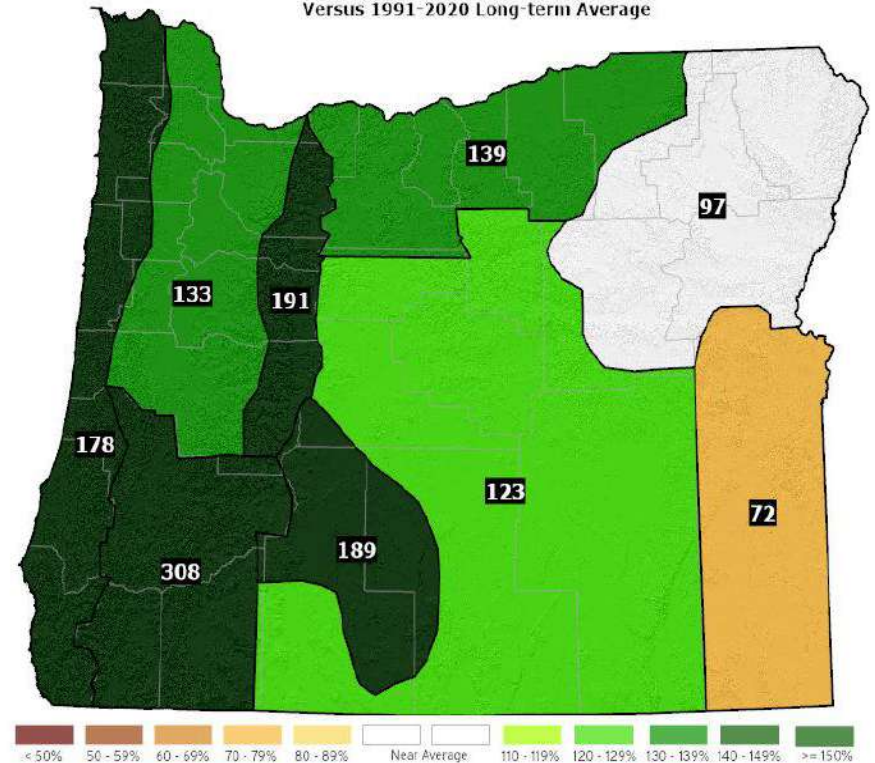 Versus 1991-2020 Long-term Average
139
97
133
191
178
123
72
189
308
< 50%
50 - 59%
60 - 69%
70 - 79%
80 - 89%
Near Average
110 - 119%
120 - 129%
130 - 139%
140 - 149%
>= 150%